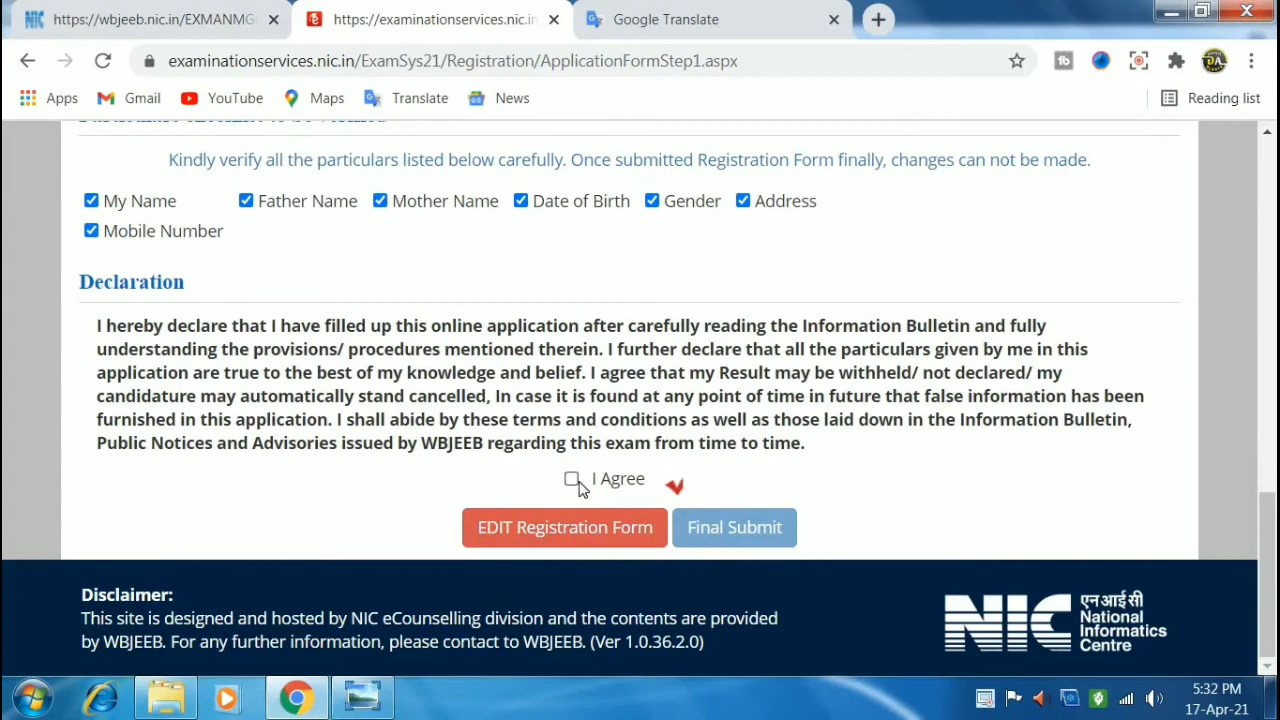 https://wbjeeb.nic.in/EXMANMG
https://examinationservices.nic.in
Google Translate
examinationservices.nic.in/ExamSys21/Registration/ApplicationFormStep1.aspx
Apps Gmail YouTube Maps Translate News Reading list
Kindly verify all the particulars listed below carefully. Once submitted Registration Form finally, changes can not be made.
My Name Father Name Mother Name Date of Birth Gender Address
Mobile Number
Declaration
I hereby declare that I have filled up this online application after carefully reading the Information Bulletin and fully
understanding the provisions/ procedures mentioned therein. I further declare that all the particulars given by me in this
application are true to the best of my knowledge and belief. I agree that my Result may be withheld/ not declared/ my
candidature may automatically stand cancelled, In case it is found at any point of time in future that false information has been
furnished in this application. I shall abide by these terms and conditions as well as those laid down in the Information Bulletin,
Public Notices and Advisories issued by WBJEEB regarding this exam from time to time.
I Agree
EDIT Registration Form Final Submit
Disclaimer:
This site is designed and hosted by NIC eCounselling division and the contents are provided
by WBJEEB. For any further information, please contact to WBJEEB. (Ver 1.0.36.2.0)
NIC
एन आई सी
National
Informatics
Centre
5:32 PM
17-Apr-21